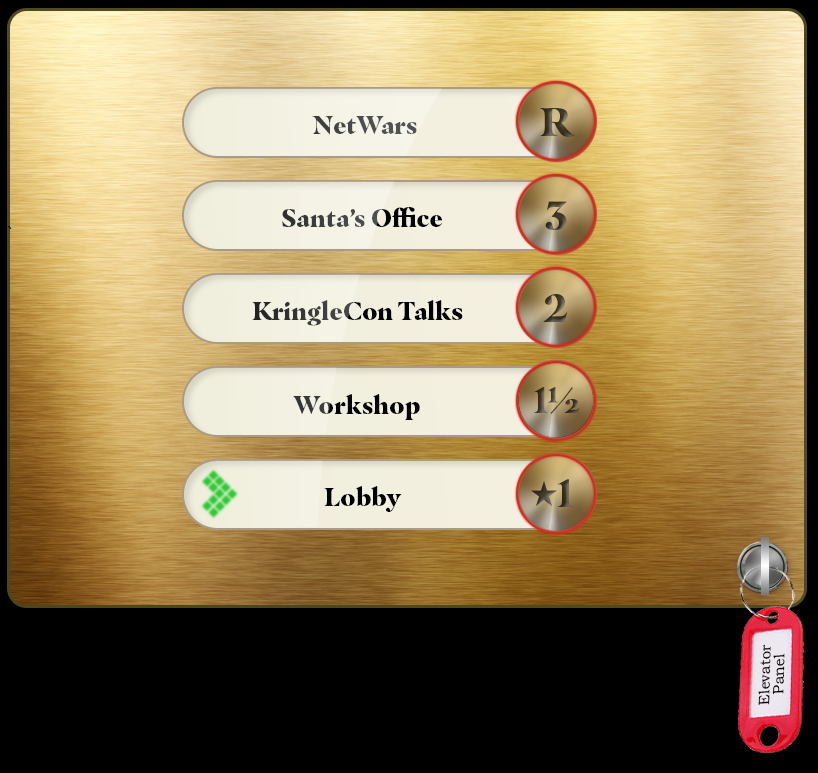 NetWars R
Santa's Office 3
KringleCon Talks 2
Workshop 1½
Lobby ★1
Elevator
Panel